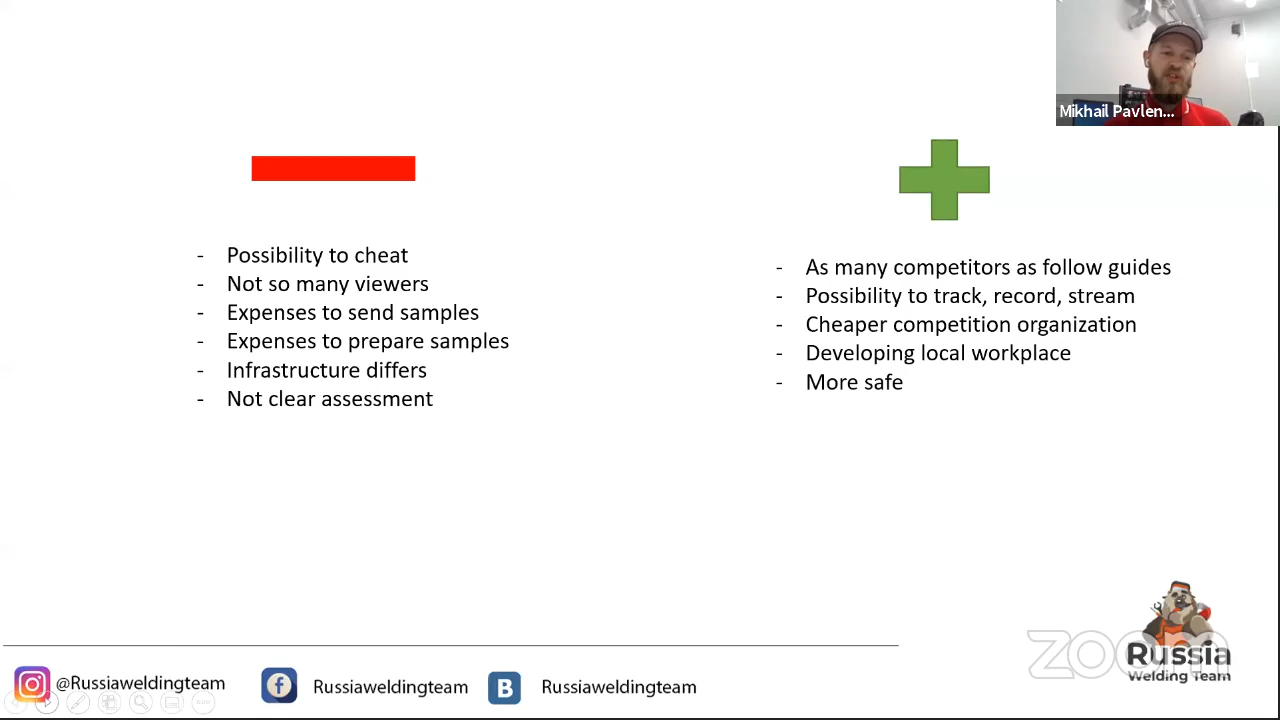 Mikhail Pavlen...
- Possibility to cheat
- Not so many viewers
- Expenses to send samples
- Expenses to prepare samples
- Infrastructure differs
- Not clear assessment
- As many competitors as follow guides
- Possibility to track, record, stream
- Cheaper competition organization
- Developing local workplace
- More safe
zoom
Russia
Welding Team
@Russiaweldingteam
Russiaweldingteam
B
Russiaweldingteam